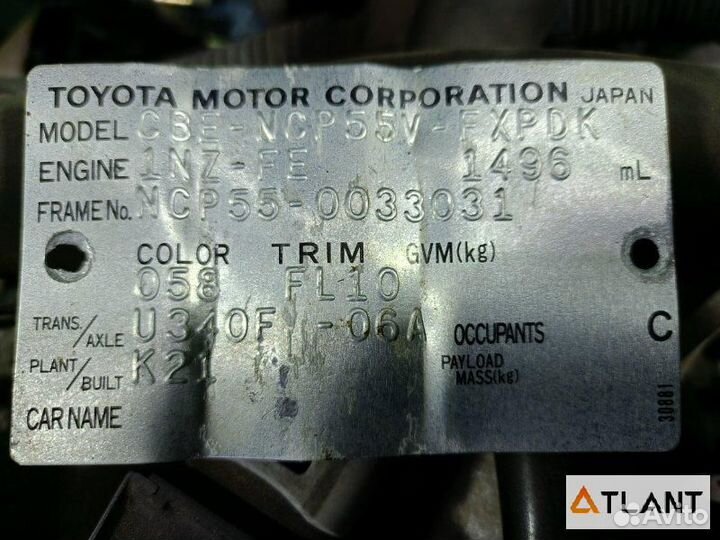 TOYOTA MOTOR CORPORATION JAPAN
MODEL CBE-NCP55V-FXPDK
ENGINE 1NZ-FE 1496 mL
FRAME No. NCP55-0033031
COLOR TRIM GVM(kg)
058 FL10
TRANS./AXLE U340F -06A OCCUPANTS C
PLANT/BUILT K21 PAYLOAD MASS(kg)
CAR NAME
30881
ATLANT
Avito